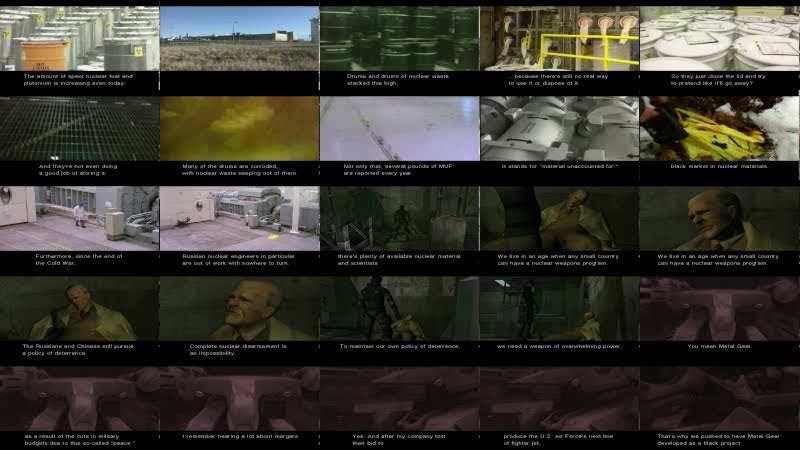 The amount of spent nuclear fuel and
plutonium is increasing even today.
Drums and drums of nuclear waste
stacked this high.
...because there's still no real way
to use it or dispose of it.
So they just close the lid and try
to pretend like it'll go away?
And they're not even doing
a good job of storing it.
Many of the drums are corroded,
with nuclear waste seeping out of them.
Not only that, several pounds of MUF
are reported every year.
It stands for "material unaccounted for."
black market in nuclear materials.
Furthermore, since the end of
the Cold War,
Russian nuclear engineers in particular
are out of work with nowhere to turn.
there's plenty of available nuclear material
and scientists
We live in an age when any small country
can have a nuclear weapons program.
We live in an age when any small country
can have a nuclear weapons program.
The Russians and Chinese still pursue
a policy of deterrence.
Complete nuclear disarmament is
an impossibility...
To maintain our own policy of deterrence,
we need a weapon of overwhelming power.
You mean Metal Gear.
as a result of the cuts in military
budgets due to this so-called "peace."
I remember hearing a lot about mergers
Yes. And after my company lost
their bid to
produce the U.S. Air Force's next line
of fighter jet,
That's why we pushed to have Metal Gear
developed as a black project.